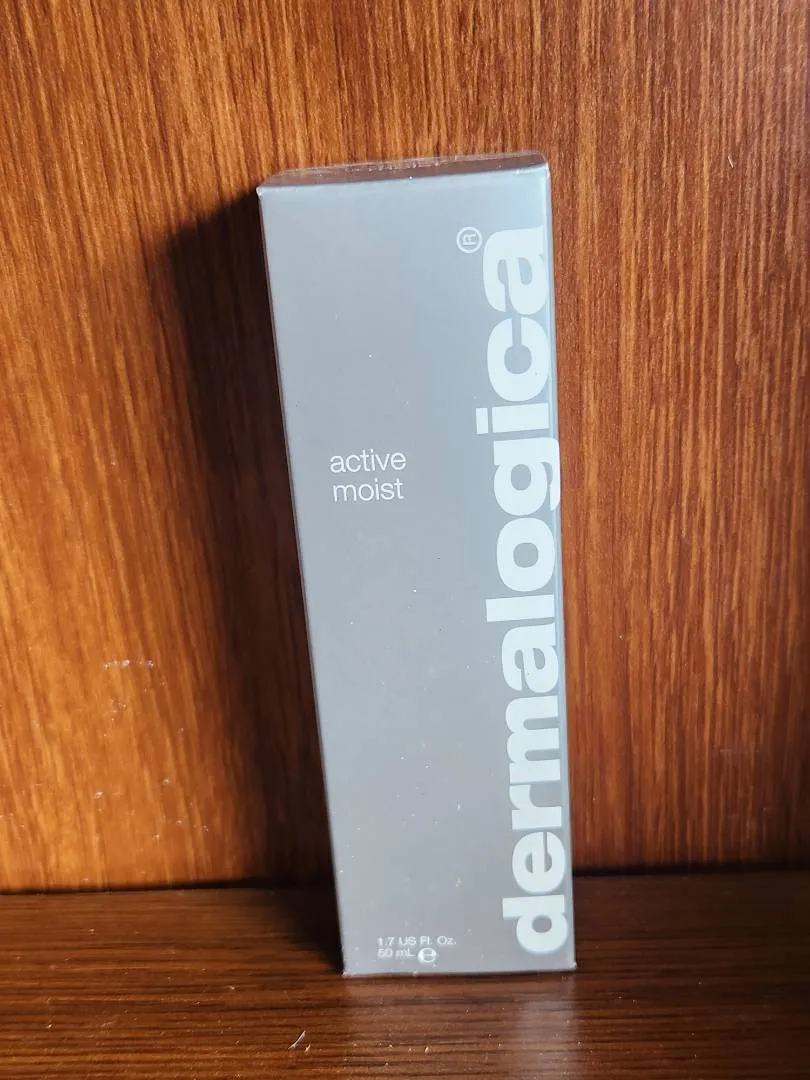 dermalogica®
active
moist
1.7 US Fl. Oz.
50 mL ℮